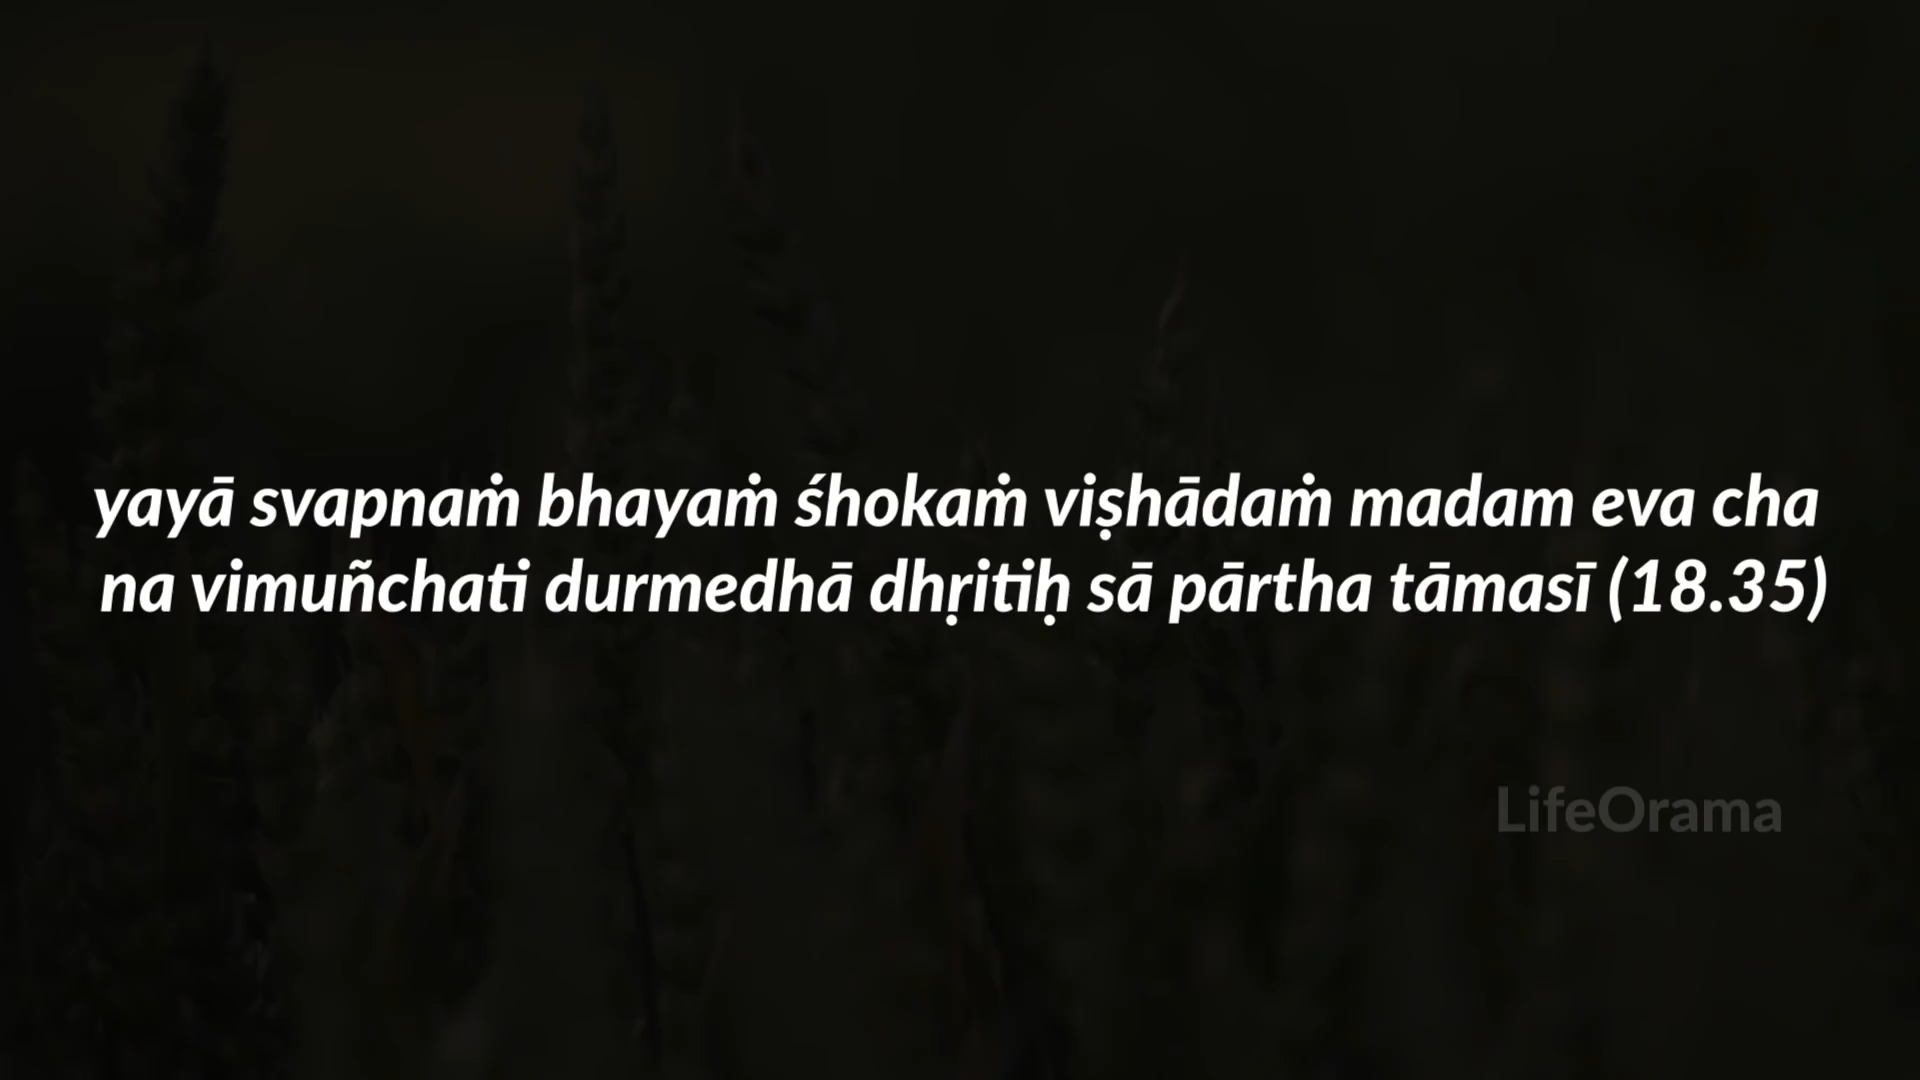 yayā svapnaṁ bhayaṁ śhokaṁ viṣhādaṁ madam eva cha
na vimuñchati durmedhā dhṛitiḥ sā pārtha tāmasī (18.35)
LifeOrama